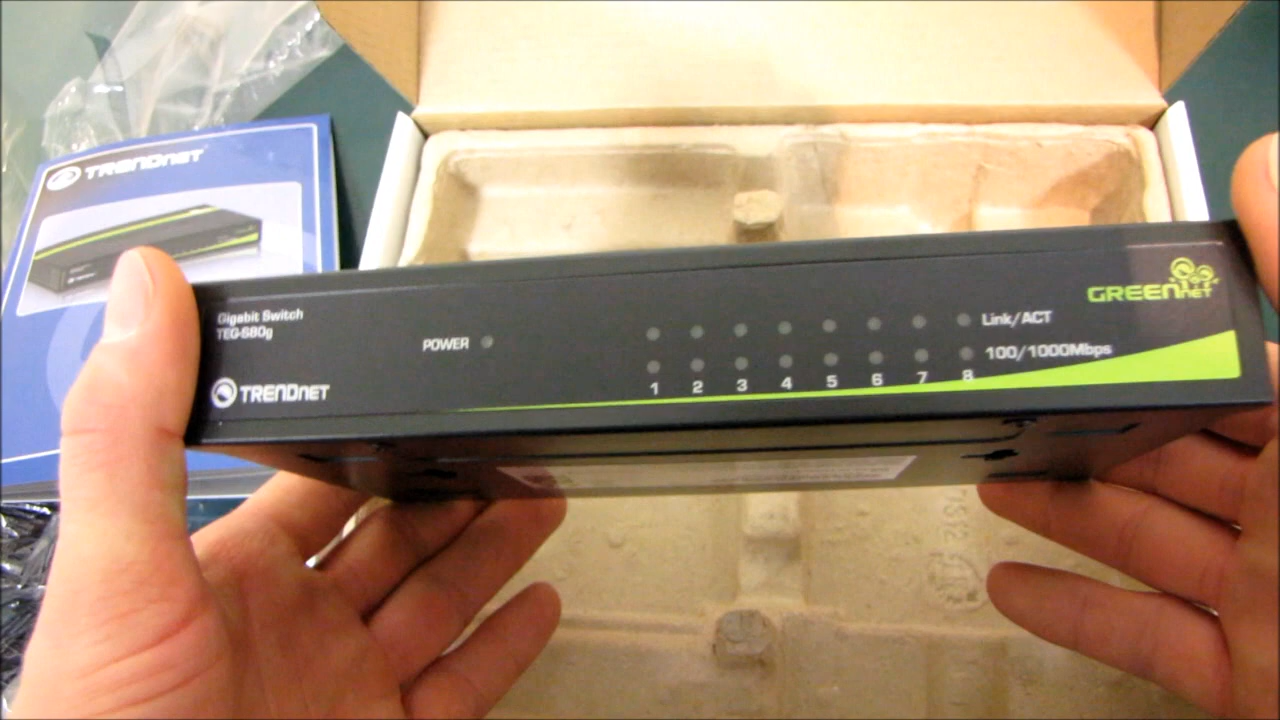 TRENDNET
Gigabit Switch
TEG-S80g
TRENDNET
POWER
Link/ACT
100/1000Mbps
1 2 3 4 5 6 7 8
GREENnet